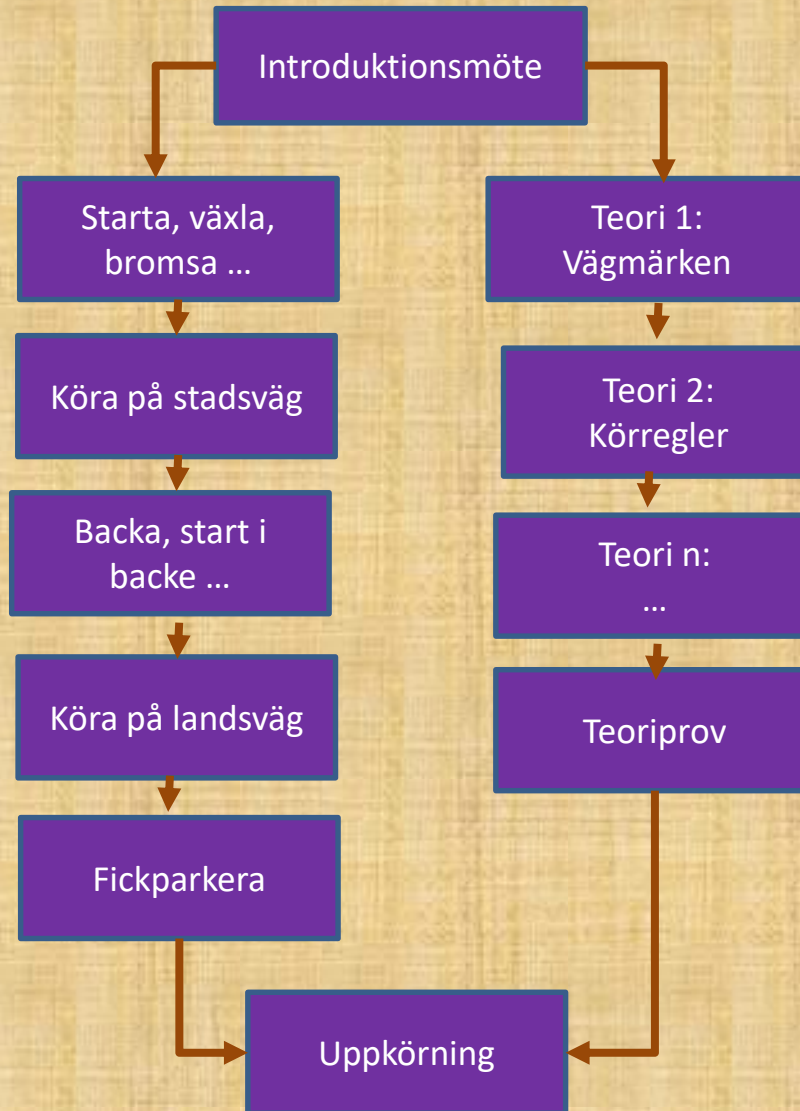 Introduktionsmöte
Starta, växla,
bromsa …
Köra på stadsväg
Backa, start i
backe …
Köra på landsväg
Fickparkera
Teori 1:
Vägmärken
Teori 2:
Körregler
Teori n:
…
Teoriprov
Uppkörning